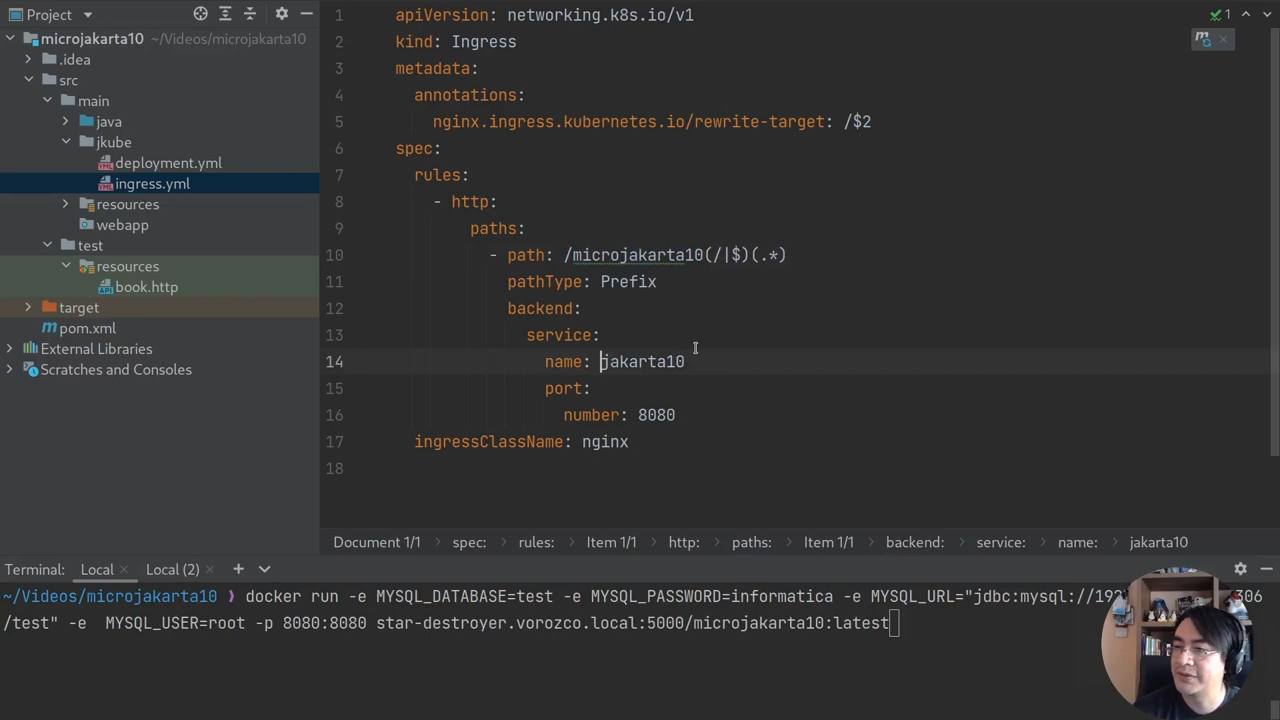 Project
microjakarta10 ~/Videos/microjakarta10
.idea
src
main
java
jkube
deployment.yml
ingress.yml
resources
webapp
test
resources
book.http
target
pom.xml
External Libraries
Scratches and Consoles
1 apiVersion: networking.k8s.io/v1
2 kind: Ingress
3 metadata:
4 annotations:
5 nginx.ingress.kubernetes.io/rewrite-target: /$2
6 spec:
7 rules:
8 - http:
9 paths:
10 - path: /microjakarta10(/|$)(.*)
11 pathType: Prefix
12 backend:
13 service:
14 name: jakarta10
15 port:
16 number: 8080
17 ingressClassName: nginx
18
1
Document 1/1 > spec: > rules: > Item 1/1 > http: > paths: > Item 1/1 > backend: > service: > name: > jakarta10
Terminal: Local × Local (2) × +
~/Videos/microjakarta10 ❯ docker run -e MYSQL_DATABASE=test -e MYSQL_PASSWORD=informatica -e MYSQL_URL="jdbc:mysql://192 306
/test" -e  MYSQL_USER=root -p 8080:8080 star-destroyer.vorozco.local:5000/microjakarta10:latest